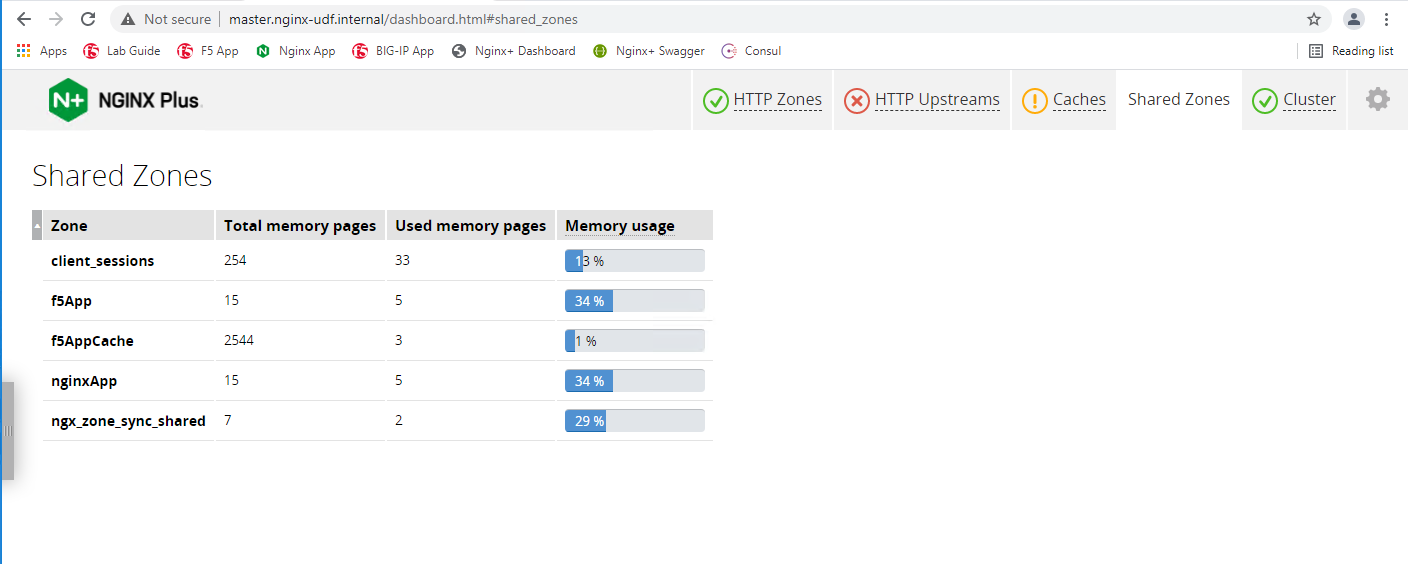 Not secure | master.nginx-udf.internal/dashboard.html#shared_zones
Apps Lab Guide F5 App Nginx App BIG-IP App Nginx+ Dashboard Nginx+ Swagger Consul Reading list
N+ NGINX Plus HTTP Zones HTTP Upstreams Caches Shared Zones Cluster
Shared Zones
Zone Total memory pages Used memory pages Memory usage
client_sessions 254 33 13 %
f5App 15 5 34 %
f5AppCache 2544 3 1 %
nginxApp 15 5 34 %
ngx_zone_sync_shared 7 2 29 %